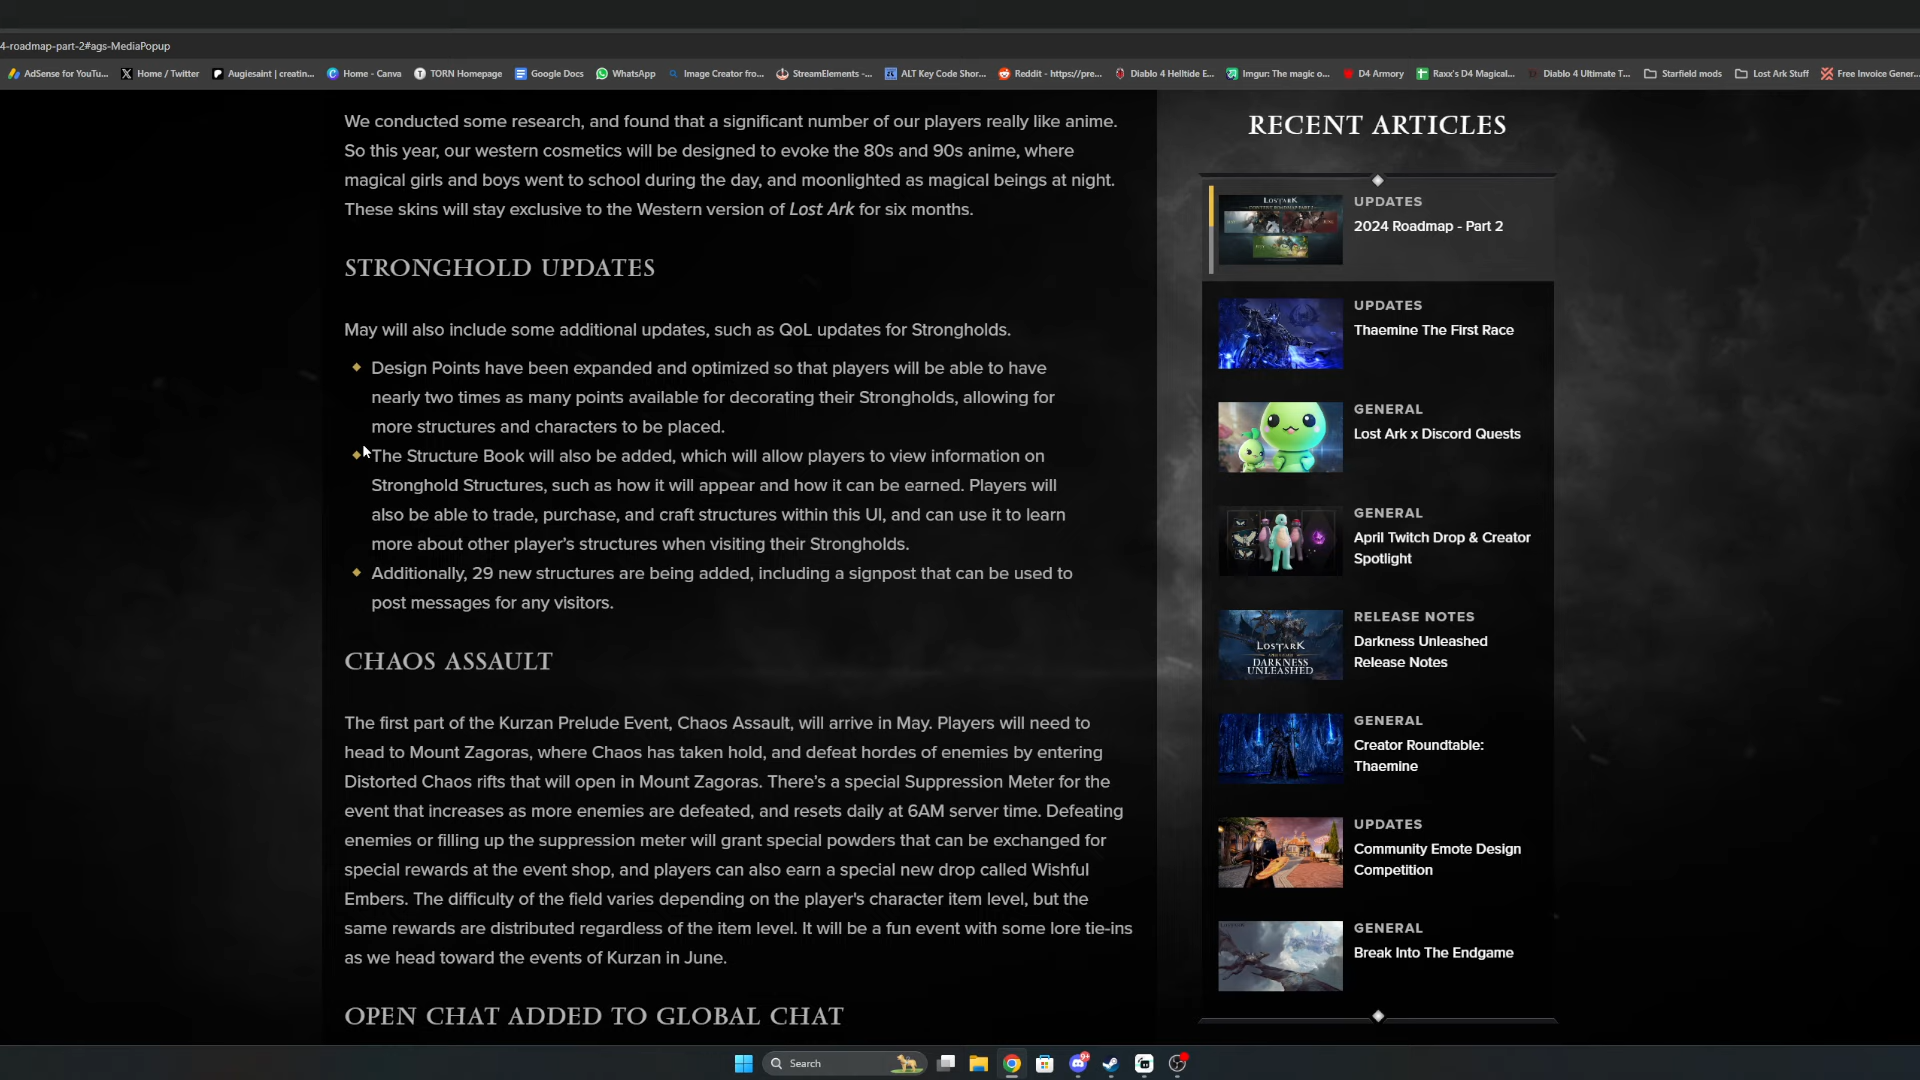 4-roadmap-part-2#ags-MediaPopup
AdSense for YouTu... Home / Twitter Augiesaint | creatin... Home - Canva TORN Homepage Google Docs WhatsApp Image Creator fro... StreamElements -... ALT Key Code Shor... Reddit - https://pre... Diablo 4 Helltide E... Imgur: The magic o... D4 Armory Raxx's D4 Magical... Diablo 4 Ultimate T... Starfield mods Lost Ark Stuff Free Invoice Gener...
We conducted some research, and found that a significant number of our players really like anime.
So this year, our western cosmetics will be designed to evoke the 80s and 90s anime, where
magical girls and boys went to school during the day, and moonlighted as magical beings at night.
These skins will stay exclusive to the Western version of Lost Ark for six months.
STRONGHOLD UPDATES
May will also include some additional updates, such as QoL updates for Strongholds.
Design Points have been expanded and optimized so that players will be able to have
nearly two times as many points available for decorating their Strongholds, allowing for
more structures and characters to be placed.
The Structure Book will also be added, which will allow players to view information on
Stronghold Structures, such as how it will appear and how it can be earned. Players will
also be able to trade, purchase, and craft structures within this UI, and can use it to learn
more about other player's structures when visiting their Strongholds.
Additionally, 29 new structures are being added, including a signpost that can be used to
post messages for any visitors.
CHAOS ASSAULT
The first part of the Kurzan Prelude Event, Chaos Assault, will arrive in May. Players will need to
head to Mount Zagoras, where Chaos has taken hold, and defeat hordes of enemies by entering
Distorted Chaos rifts that will open in Mount Zagoras. There's a special Suppression Meter for the
event that increases as more enemies are defeated, and resets daily at 6AM server time. Defeating
enemies or filling up the suppression meter will grant special powders that can be exchanged for
special rewards at the event shop, and players can also earn a special new drop called Wishful
Embers. The difficulty of the field varies depending on the player's character item level, but the
same rewards are distributed regardless of the item level. It will be a fun event with some lore tie-ins
as we head toward the events of Kurzan in June.
OPEN CHAT ADDED TO GLOBAL CHAT
RECENT ARTICLES
LOSTARK
UPDATES
2024 Roadmap - Part 2
UPDATES
Thaemine The First Race
GENERAL
Lost Ark x Discord Quests
GENERAL
April Twitch Drop & Creator
Spotlight
LOSTARK
DARKNESS
UNLEASHED
RELEASE NOTES
Darkness Unleashed
Release Notes
GENERAL
Creator Roundtable:
Thaemine
UPDATES
Community Emote Design
Competition
GENERAL
Break Into The Endgame
Search
9+